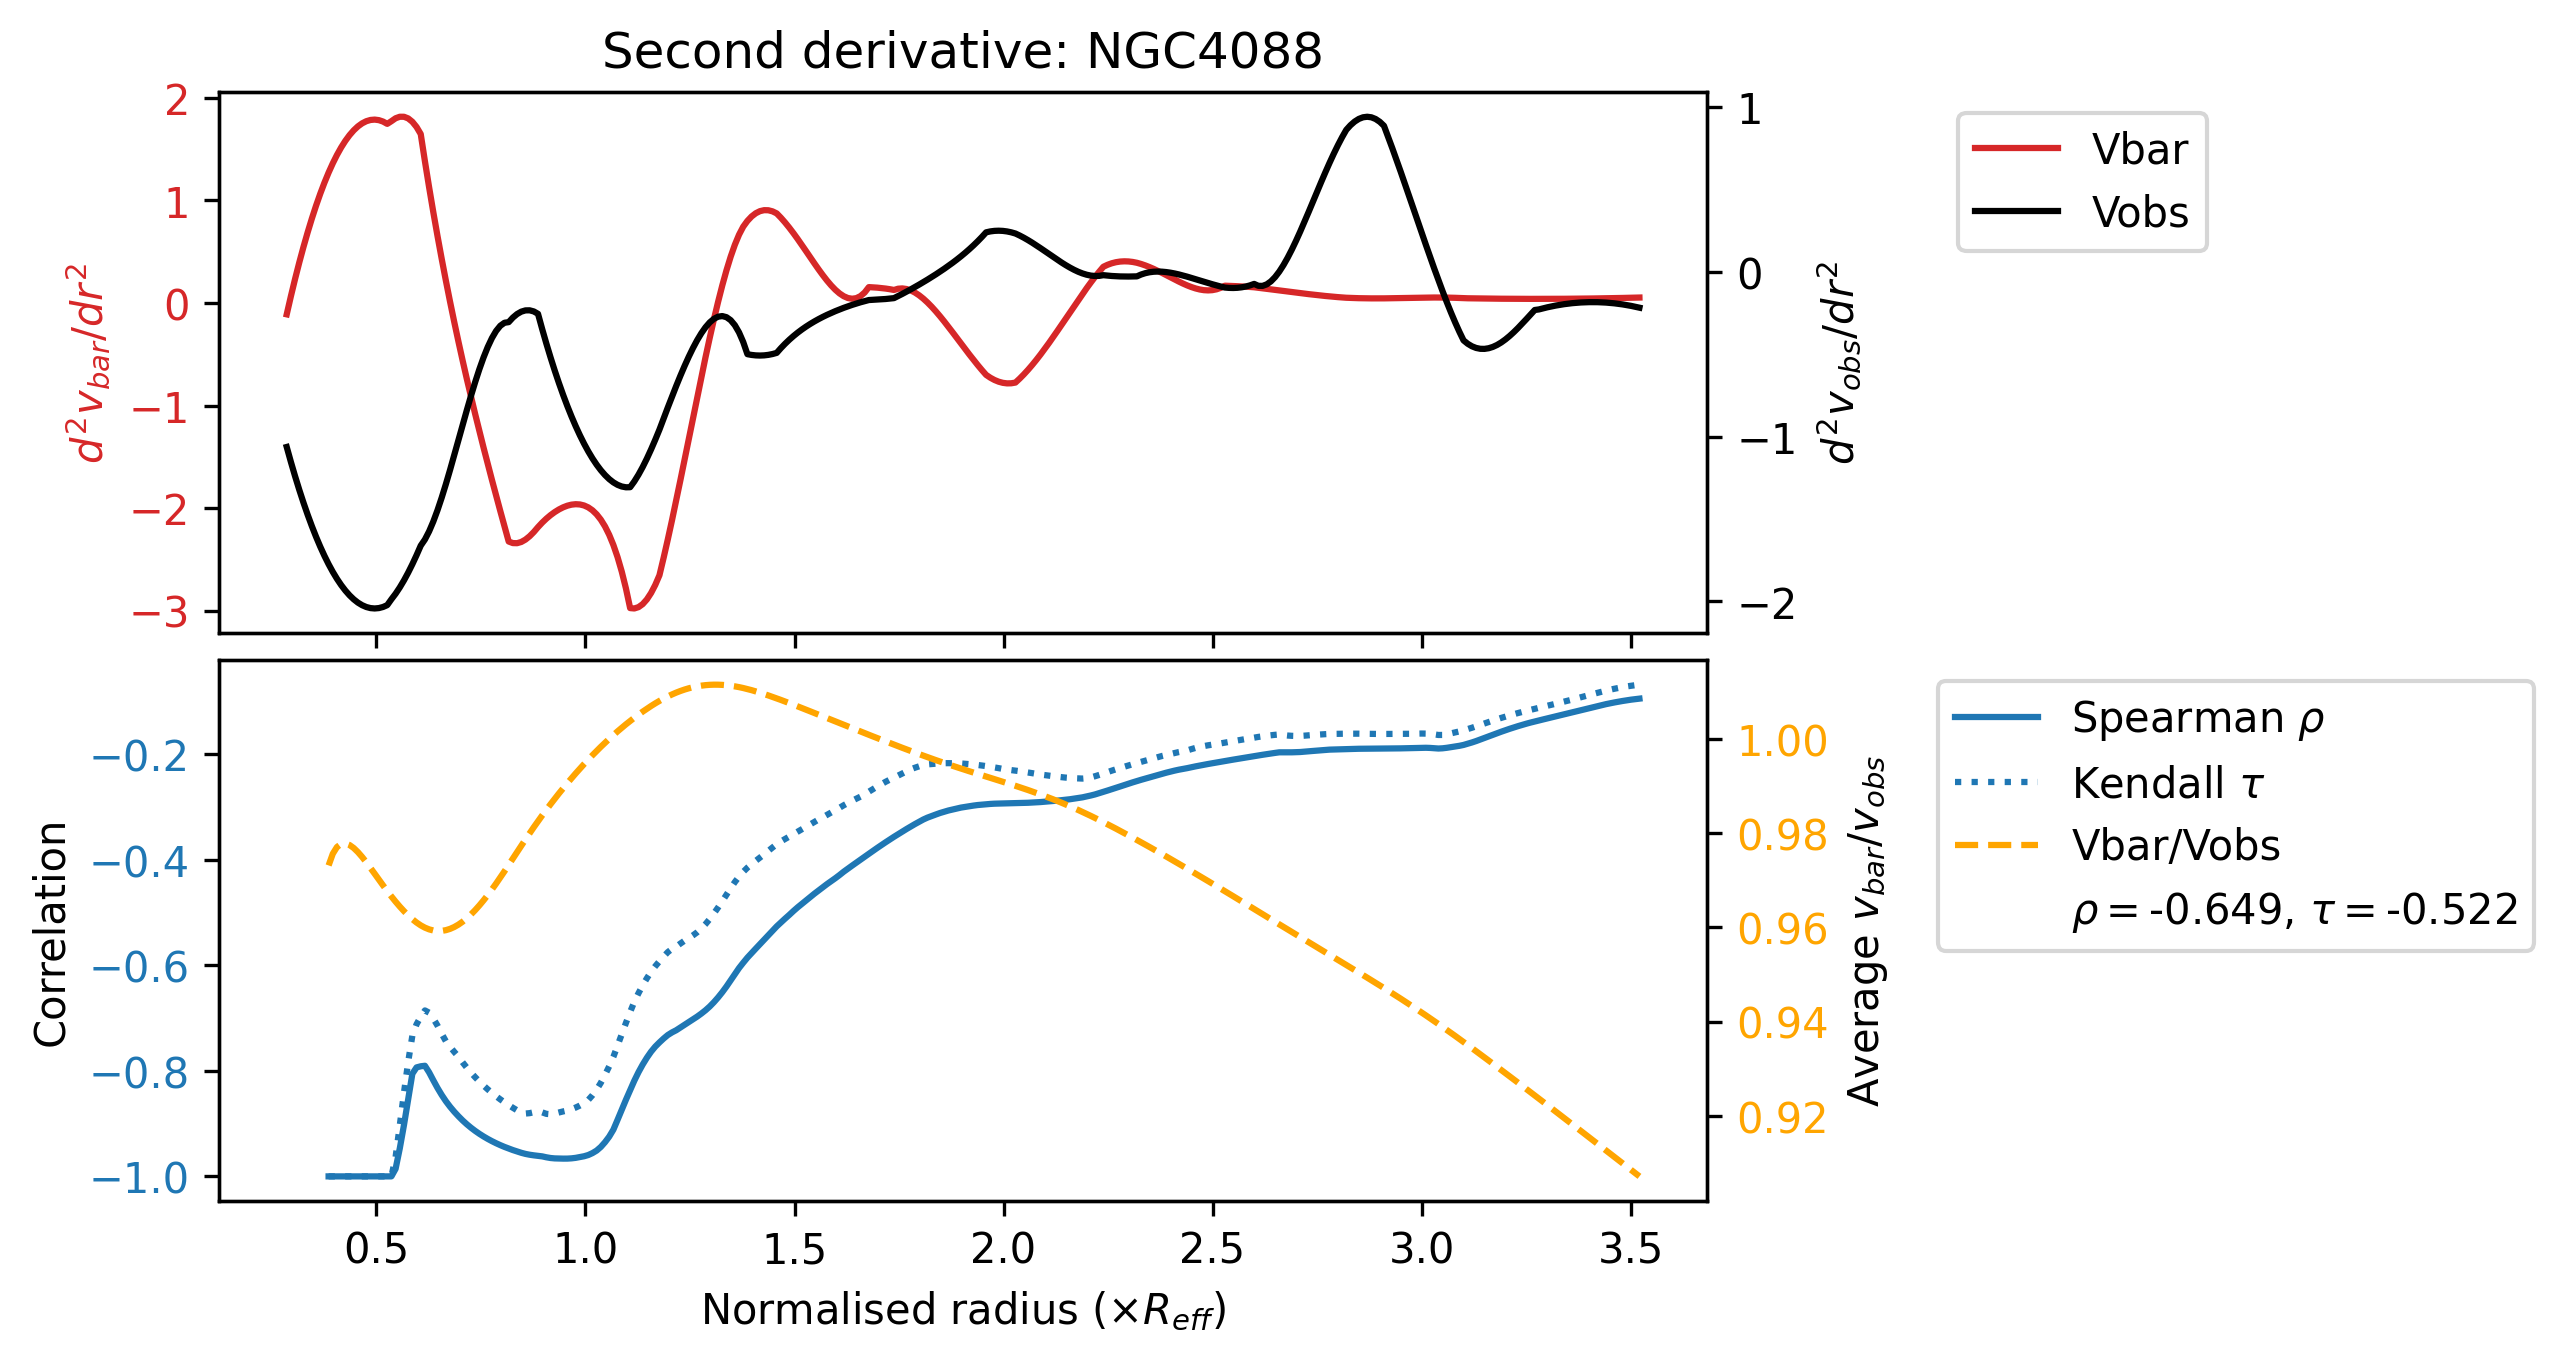 Second derivative: NGC4088
2
1
0
−1
−2
−3
d²v_bar/dr²
1
0
−1
−2
d²v_obs/dr²
Vbar
Vobs
−0.2
−0.4
−0.6
−0.8
−1.0
Correlation
1.00
0.98
0.96
0.94
0.92
Average v_bar/v_obs
Spearman ρ
Kendall τ
Vbar/Vobs
ρ = -0.649, τ = -0.522
0.5 1.0 1.5 2.0 2.5 3.0 3.5
Normalised radius (×R_eff)